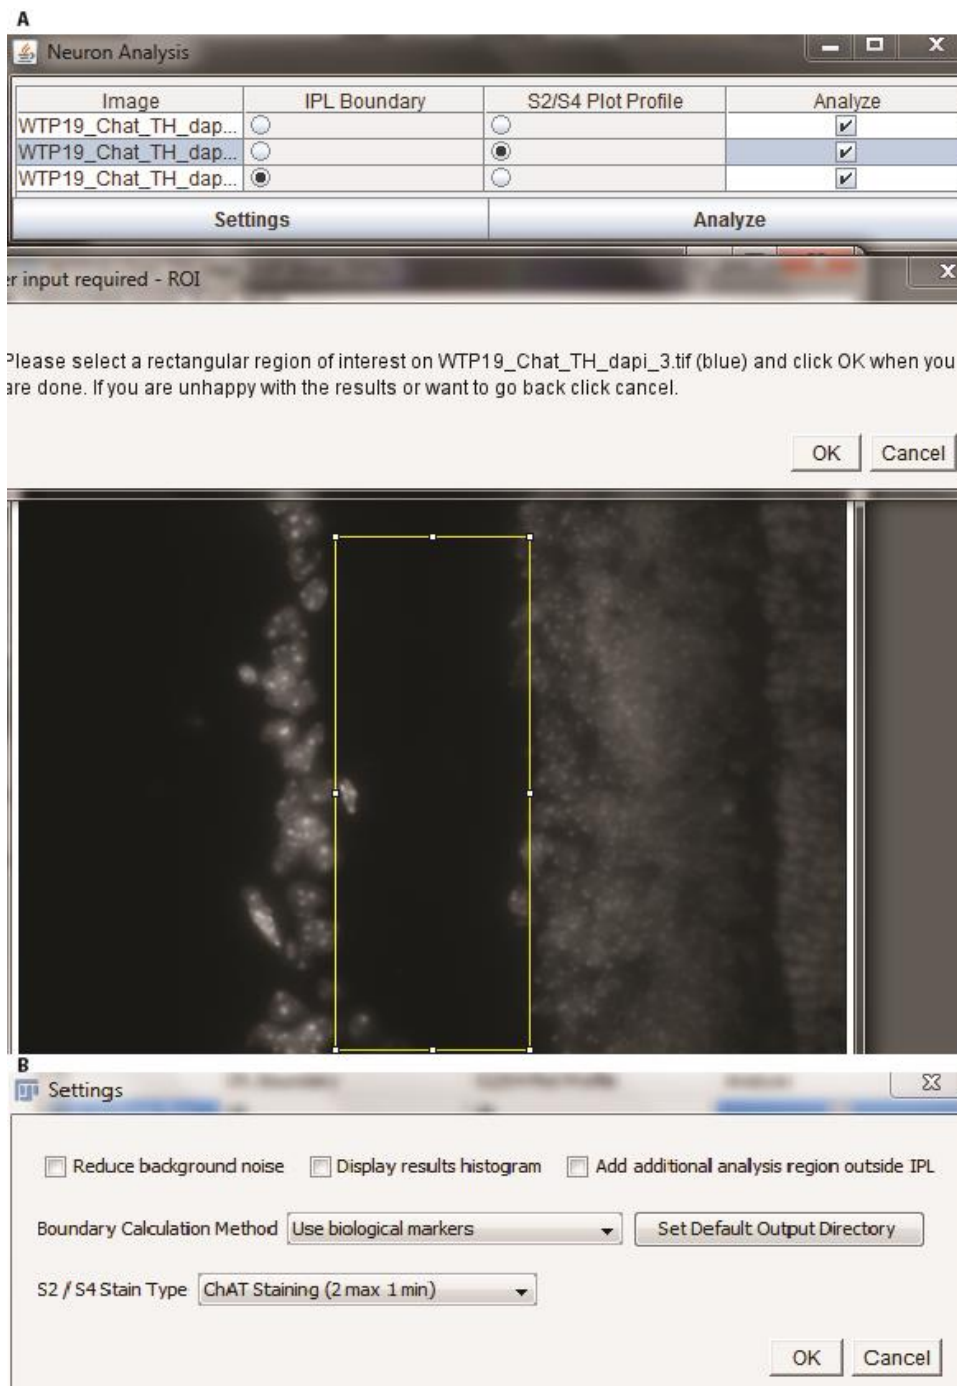 A
Neuron Analysis
Image IPL Boundary S2/S4 Plot Profile Analyze
WTP19_Chat_TH_dap...
WTP19_Chat_TH_dap...
WTP19_Chat_TH_dap...
Settings Analyze
er input required - ROI
Please select a rectangular region of interest on WTP19_Chat_TH_dapi_3.tif (blue) and click OK when you
are done. If you are unhappy with the results or want to go back click cancel.
OK Cancel
B
Settings
Reduce background noise Display results histogram Add additional analysis region outside IPL
Boundary Calculation Method Use biological markers Set Default Output Directory
S2 / S4 Stain Type ChAT Staining (2 max 1 min)
OK Cancel